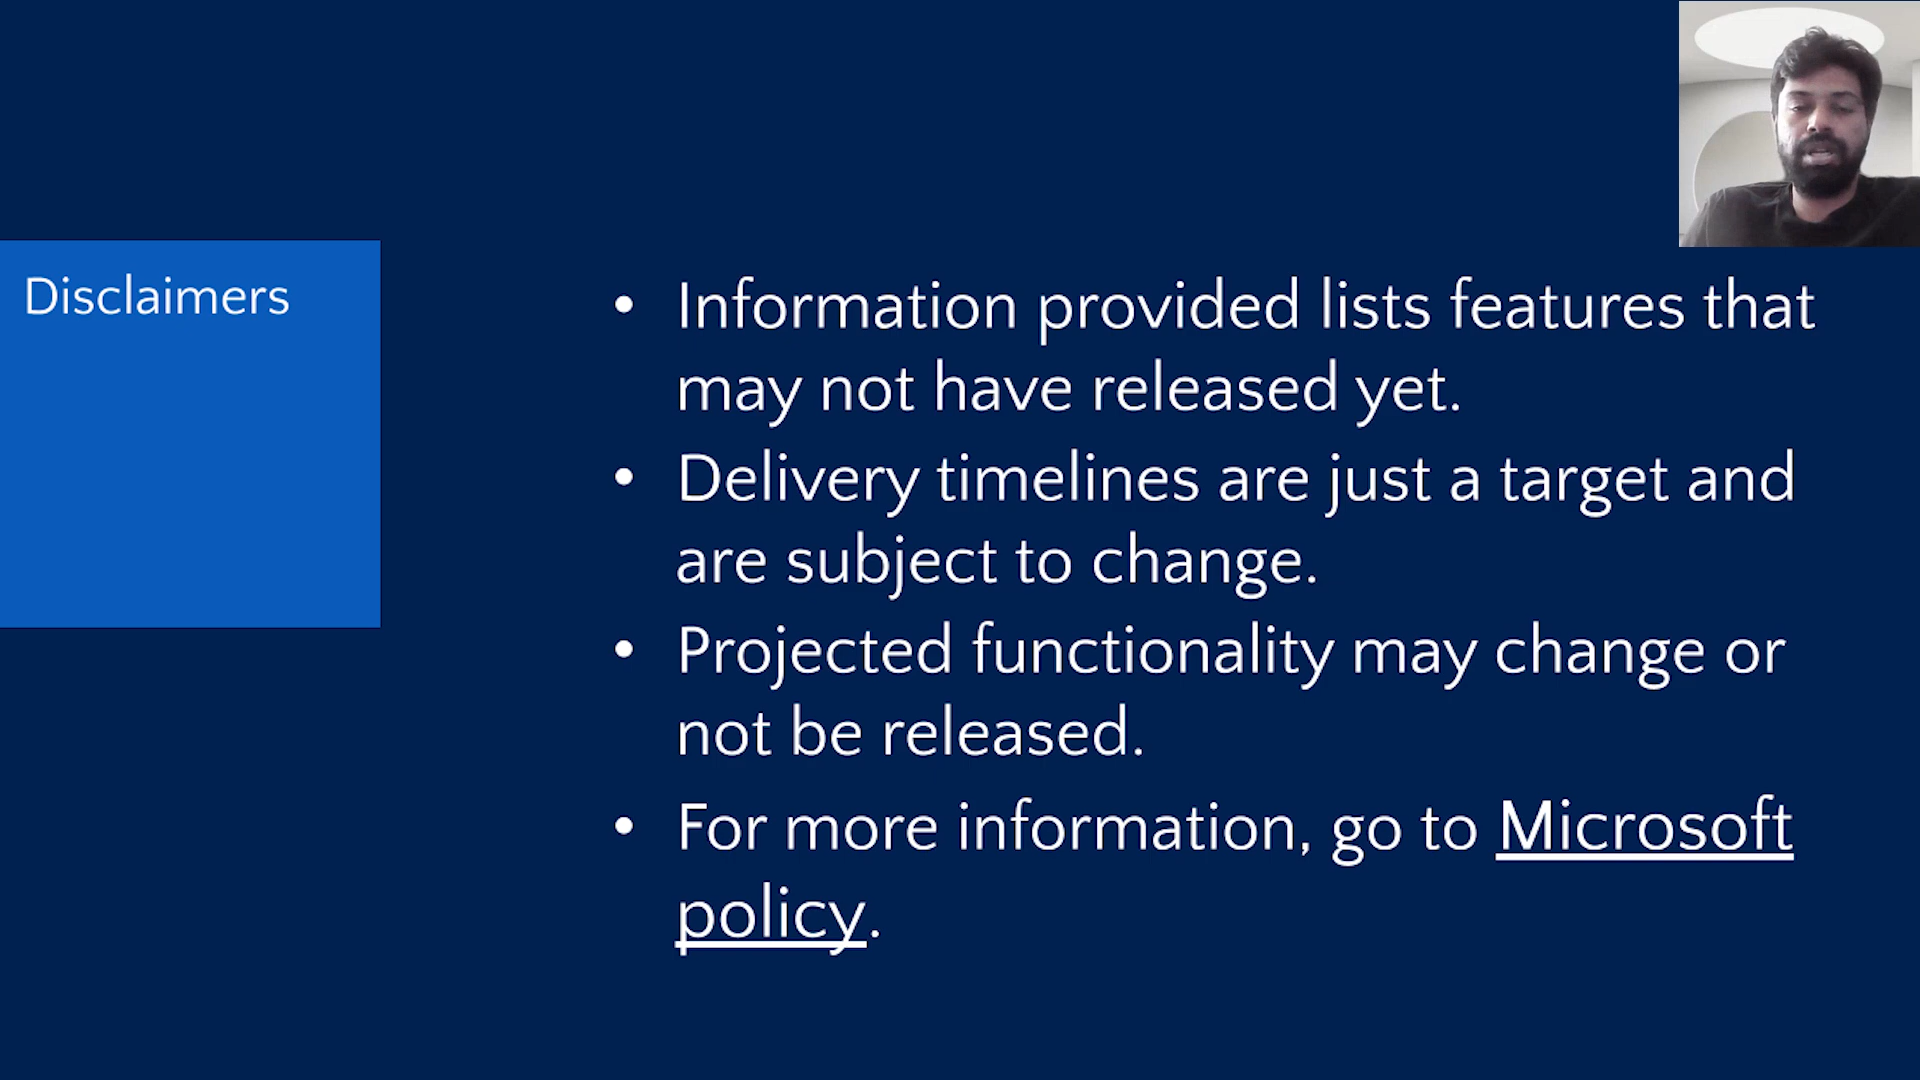 Disclaimers
• Information provided lists features that
may not have released yet.
• Delivery timelines are just a target and
are subject to change.
• Projected functionality may change or
not be released.
• For more information, go to Microsoft
policy.